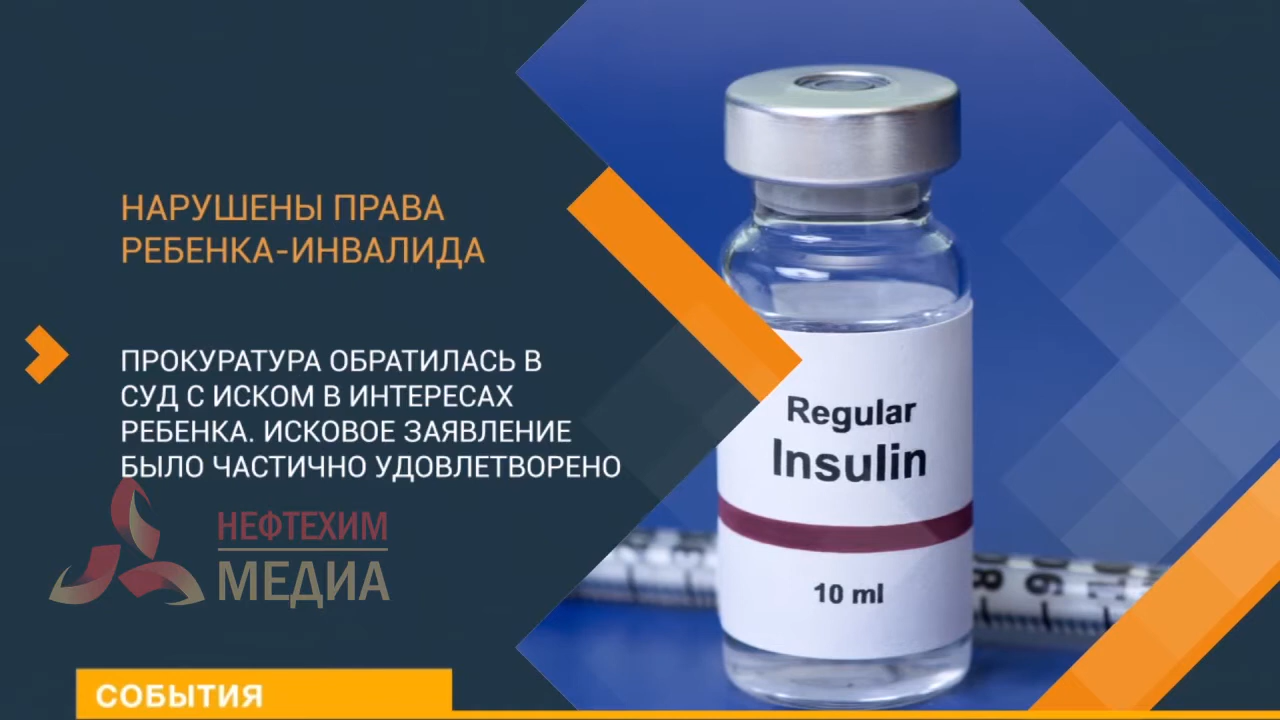 НАРУШЕНЫ ПРАВА
РЕБЕНКА-ИНВАЛИДА
ПРОКУРАТУРА ОБРАТИЛАСЬ В
СУД С ИСКОМ В ИНТЕРЕСАХ
РЕБЕНКА. ИСКОВОЕ ЗАЯВЛЕНИЕ
БЫЛО ЧАСТИЧНО УДОВЛЕТВОРЕНО
НЕФТЕХИМ
МЕДИА
СОБЫТИЯ
Regular
Insulin
10 ml